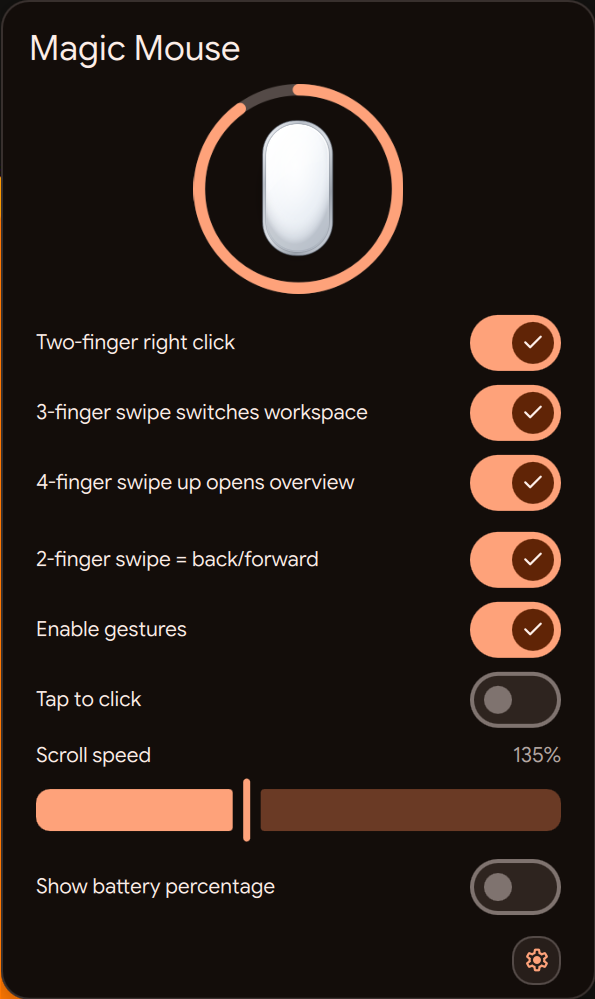 Magic Mouse
Two-finger right click
3-finger swipe switches workspace
4-finger swipe up opens overview
2-finger swipe = back/forward
Enable gestures
Tap to click
Scroll speed 135%
Show battery percentage